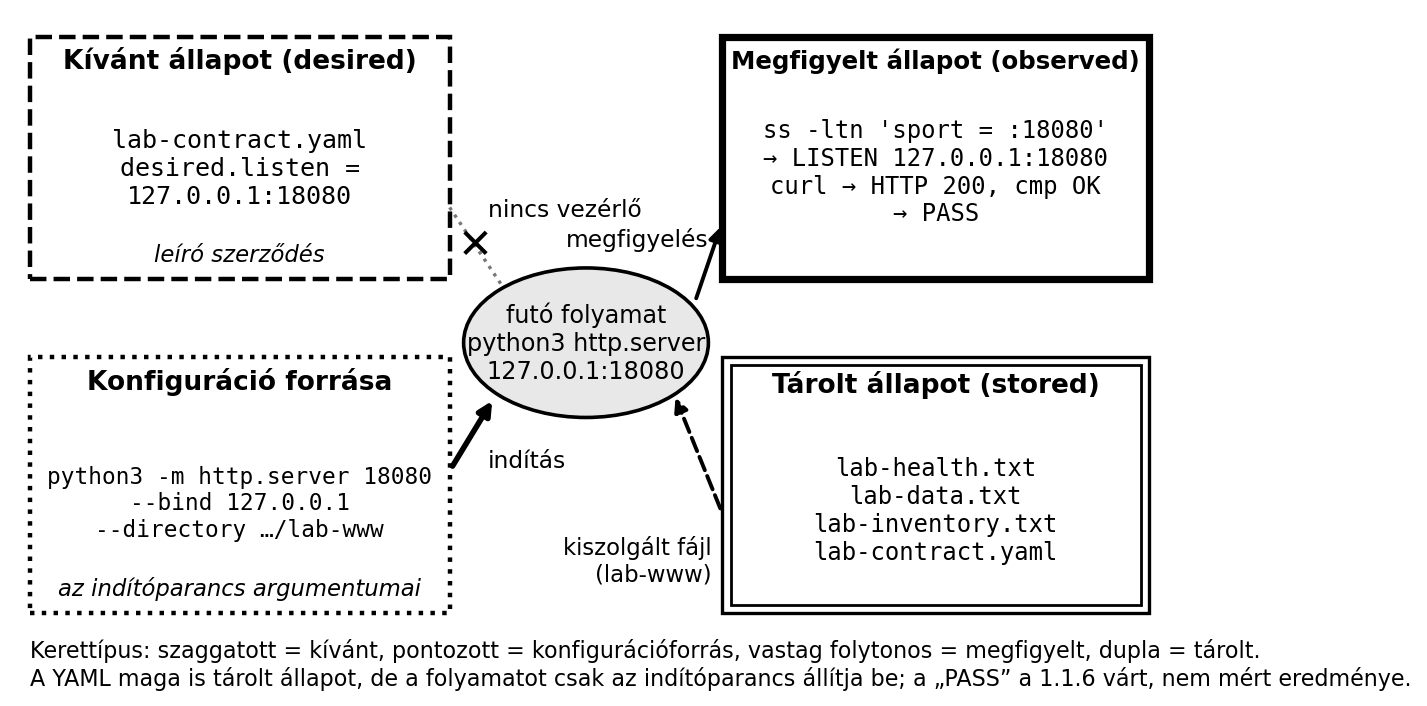 Kívánt állapot (desired)
lab-contract.yaml
desired.listen =
127.0.0.1:18080
leíró szerződés
Megfigyelt állapot (observed)
ss -ltn 'sport = :18080'
→ LISTEN 127.0.0.1:18080
curl → HTTP 200, cmp OK
→ PASS
nincs vezérlő
megfigyelés
futó folyamat
python3 http.server
127.0.0.1:18080
Konfiguráció forrása
python3 -m http.server 18080
--bind 127.0.0.1
--directory …/lab-www
az indítóparancs argumentumai
indítás
kiszolgált fájl
(lab-www)
Tárolt állapot (stored)
lab-health.txt
lab-data.txt
lab-inventory.txt
lab-contract.yaml
Kerettípus: szaggatott = kívánt, pontozott = konfigurációforrás, vastag folytonos = megfigyelt, dupla = tárolt.
A YAML maga is tárolt állapot, de a folyamatot csak az indítóparancs állítja be; a „PASS” a 1.1.6 várt, nem mért eredménye.